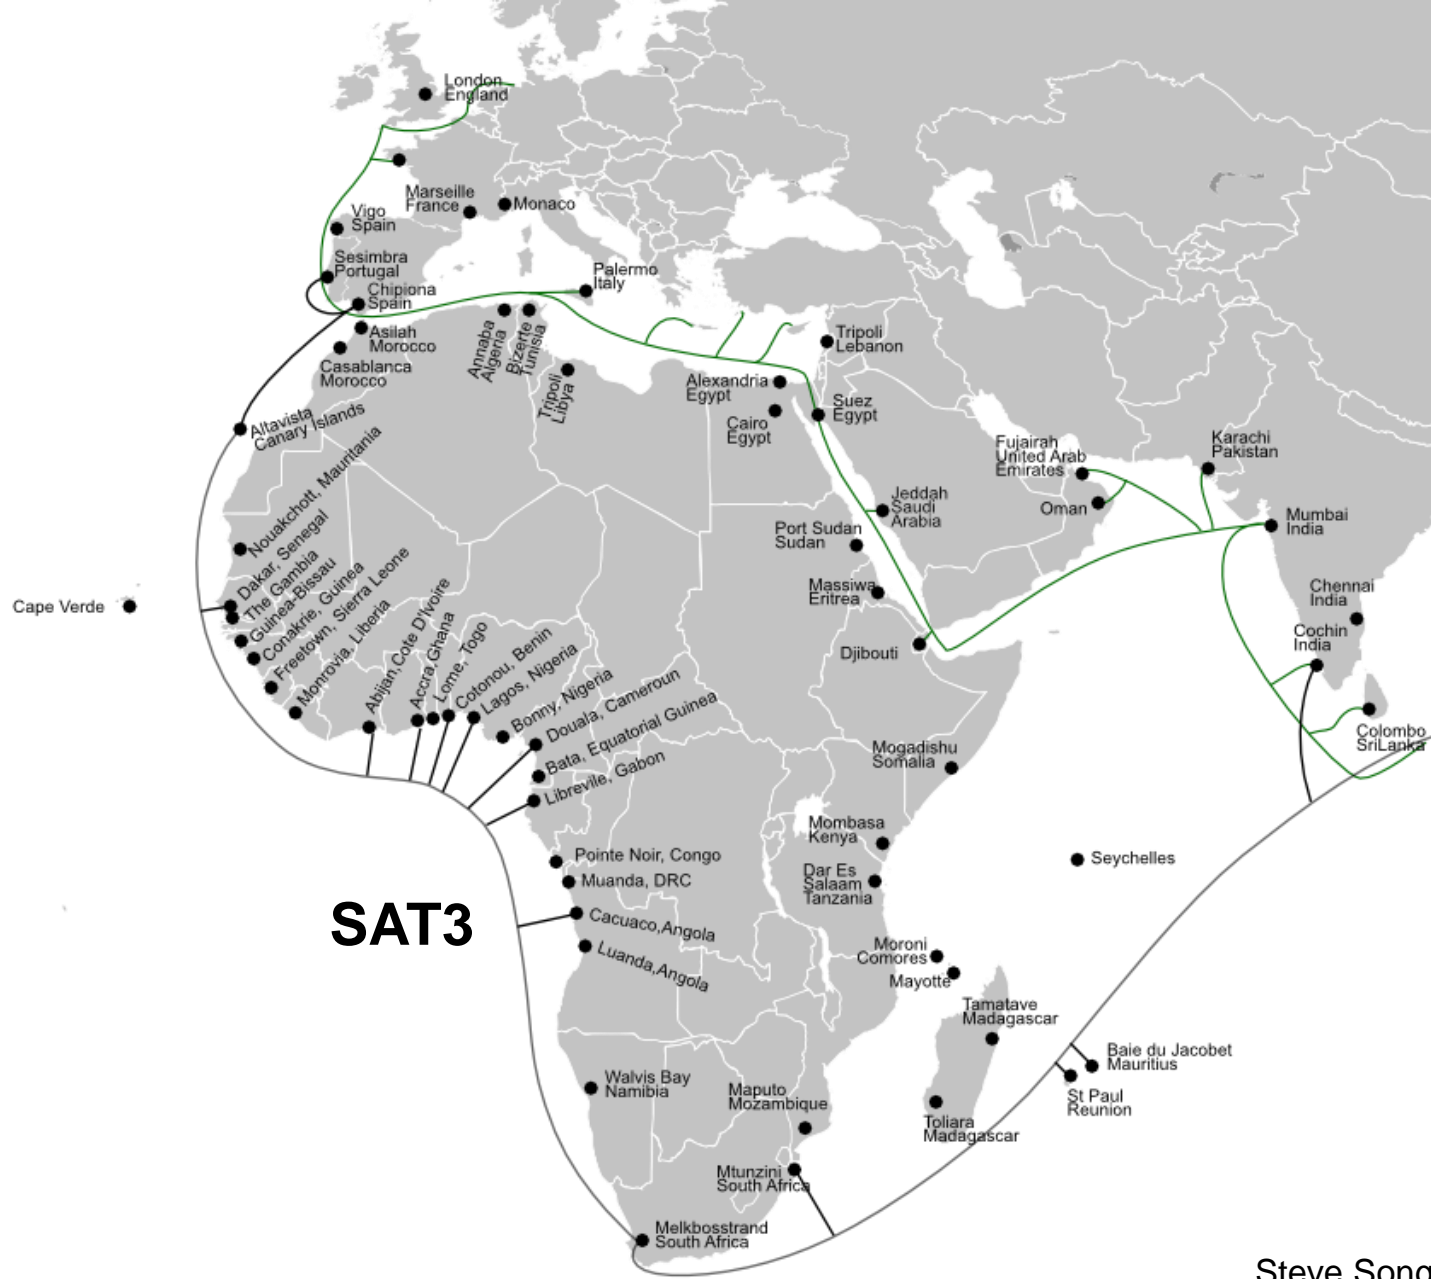 London
England
Marseille
France
Monaco
Vigo
Spain
Sesimbra
Portugal
Chipiona
Spain
Palermo
Italy
Asilah
Morocco
Casablanca
Morocco
Annaba
Algeria
Bizerte
Tunisia
Tripoli
Libya
Tripoli
Lebanon
Alexandria
Egypt
Suez
Egypt
Cairo
Egypt
Altavista
Canary Islands
Fujairah
United Arab
Emirates
Karachi
Pakistan
Oman
Jeddah
Saudi
Arabia
Mumbai
India
Port Sudan
Sudan
Massiwa
Eritrea
Djibouti
Chennai
India
Cochin
India
Colombo
SriLanka
Cape Verde
Nouakchott, Mauritania
Dakar, Senegal
The Gambia
Guinea-Bissau
Conakrie, Guinea
Freetown, Sierra Leone
Monrovia, Liberia
Abijan,Cote D'Ivoire
Accra,Ghana
Lome, Togo
Cotonou, Benin
Lagos, Nigeria
Bonny, Nigeria
Douala, Cameroun
Bata, Equatorial Guinea
Librevile, Gabon
Mogadishu
Somalia
Mombasa
Kenya
Seychelles
Pointe Noir, Congo
Muanda, DRC
Dar Es
Salaam
Tanzania
SAT3
Cacuaco,Angola
Luanda,Angola
Moroni
Comores
Mayotte
Tamatave
Madagascar
Baie du Jacobet
Mauritius
St Paul
Reunion
Walvis Bay
Namibia
Maputo
Mozambique
Toliara
Madagascar
Mtunzini
South Africa
Melkbosstrand
South Africa
Steve Song